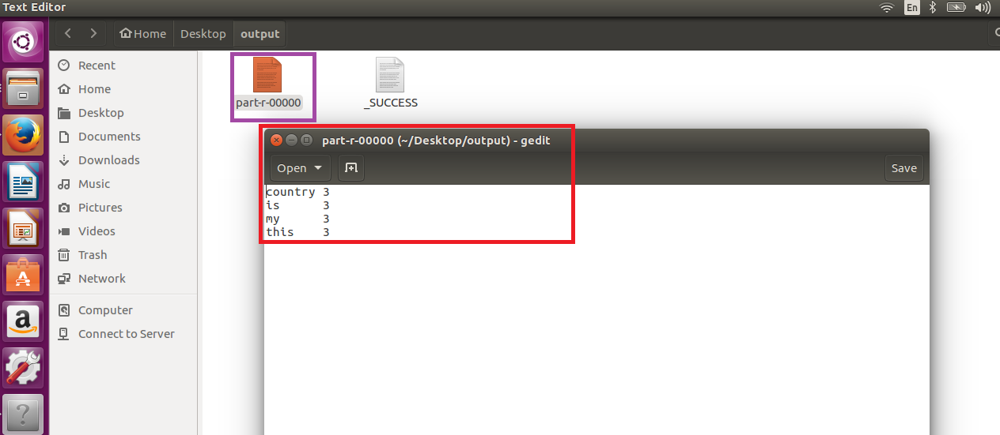 Text Editor
En
Home
Desktop
output
Recent
Home
Desktop
Documents
Downloads
Music
Pictures
Videos
Trash
Network
Computer
Connect to Server
part-r-00000
_SUCCESS
part-r-00000 (~/Desktop/output) - gedit
Open
Save
country 3
is 3
my 3
this 3